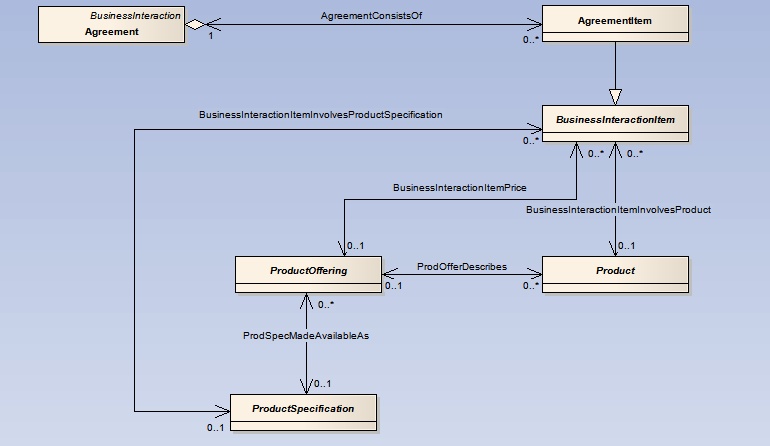 BusinessInteraction
Agreement
AgreementConsistsOf
1
0..*
AgreementItem
BusinessInteractionItemInvolvesProductSpecification
0..*
BusinessInteractionItem
0..*
0..*
BusinessInteractionItemPrice
BusinessInteractionItemInvolvesProduct
0..1
0..1
ProductOffering
ProdOfferDescribes
0..1
0..*
Product
0..*
ProdSpecMadeAvailableAs
0..1
ProductSpecification
0..1